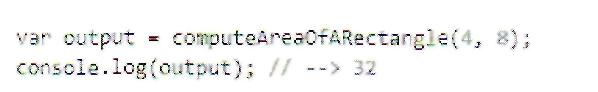 var output = computeAreaOfARectangle(4, 8);
console.log(output); // --> 32